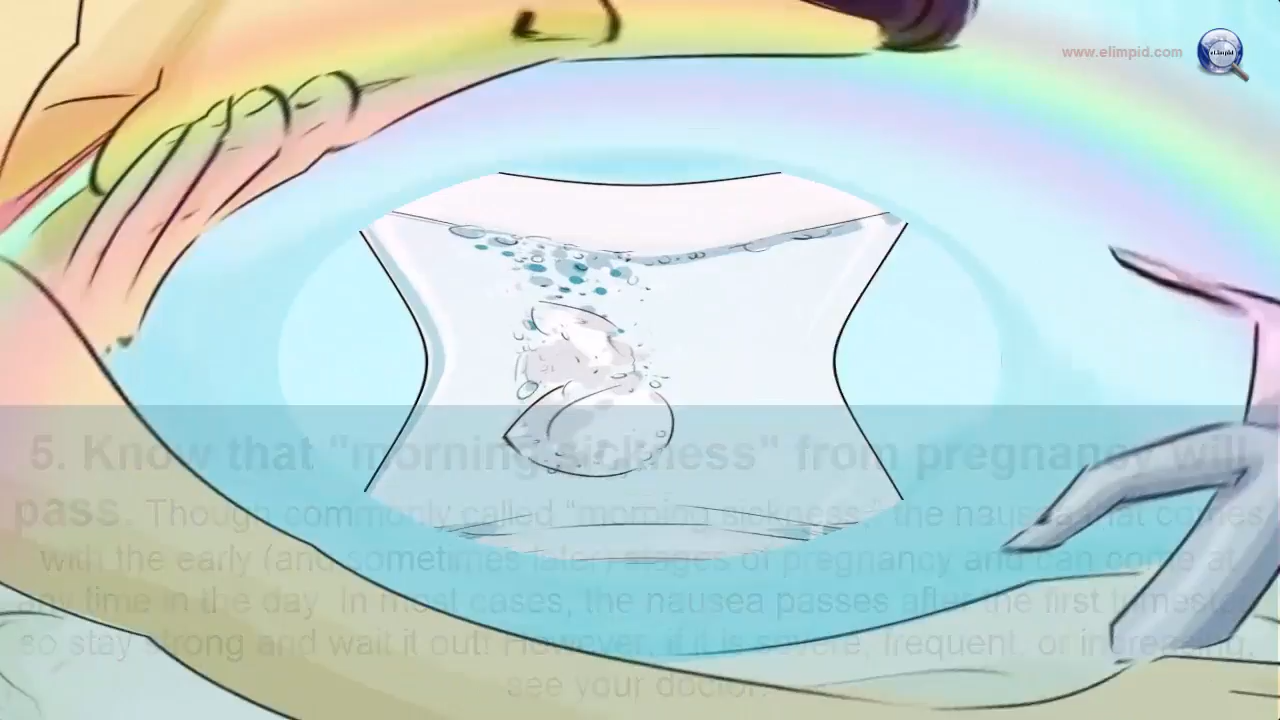 www.elimpid.com
eLimpid
5. Know that "morning sickness" from pregnancy will
pass. Though commonly called "morning sickness", the nausea that comes
with the early (and sometimes later) stages of pregnancy and can come at
any time in the day. In most cases, the nausea passes after the first trimester,
so stay strong and wait it out! However, if it is severe, frequent, or increasing,
see your doctor.